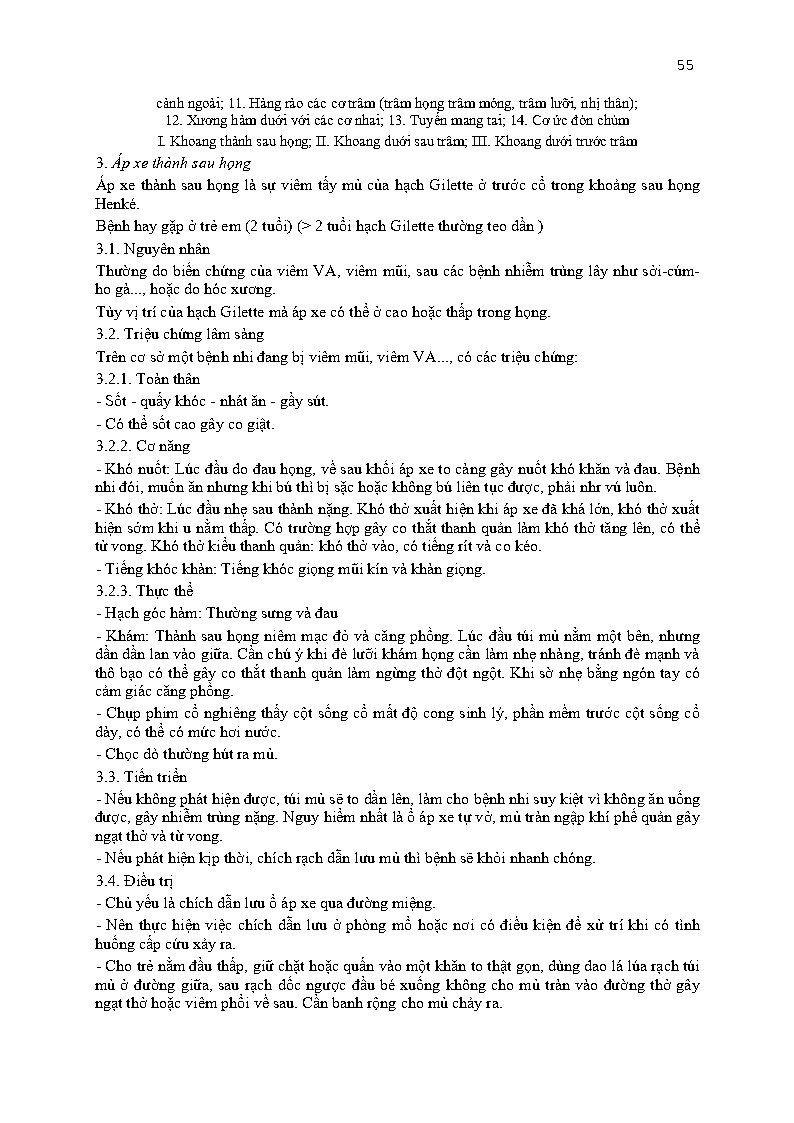 55
cảnh ngoài; 11. Hàng rào các cơ trâm (trâm họng trâm móng, trâm lưỡi, nhị thân);
12. Xương hàm dưới với các cơ nhai; 13. Tuyến mang tai; 14. Cơ ức đòn chùm
I. Khoang thành sau họng; II. Khoang dưới sau trâm; III. Khoang dưới trước trâm
3. Áp xe thành sau họng
Áp xe thành sau họng là sự viêm tấy mủ của hạch Gilette ở trước cổ trong khoảng sau họng
Henké.
Bệnh hay gặp ở trẻ em (2 tuổi) (> 2 tuổi hạch Gilette thường teo dần )
3.1. Nguyên nhân
Thường do biến chứng của viêm VA, viêm mũi, sau các bệnh nhiễm trùng lây như sởi-cúm-
ho gà..., hoặc do hóc xương.
Tùy vị trí của hạch Gilette mà áp xe có thể ở cao hoặc thấp trong họng.
3.2. Triệu chứng lâm sàng
Trên cơ sở một bệnh nhi đang bị viêm mũi, viêm VA..., có các triệu chứng:
3.2.1. Toàn thân
- Sốt - quấy khóc - nhát ăn - gầy sút.
- Có thể sốt cao gây co giật.
3.2.2. Cơ năng
- Khó nuốt: Lúc đầu do đau họng, về sau khối áp xe to càng gây nuốt khó khăn và đau. Bệnh
nhi đói, muốn ăn nhưng khi bú thì bị sặc hoặc không bú liên tục được, phải nhr vú luôn.
- Khó thở: Lúc đầu nhẹ sau thành nặng. Khó thở xuất hiện khi áp xe đã khá lớn, khó thở xuất
hiện sớm khi u nằm thấp. Có trường hợp gây co thắt thanh quản làm khó thở tăng lên, có thể
tử vong. Khó thở kiểu thanh quản: khó thở vào, có tiếng rít và co kéo.
- Tiếng khóc khàn: Tiếng khóc giọng mũi kín và khàn giọng.
3.2.3. Thực thể
- Hạch góc hàm: Thường sưng và đau
- Khám: Thành sau họng niêm mạc đỏ và căng phồng. Lúc đầu túi mủ nằm một bên, nhưng
dần dần lan vào giữa. Cần chú ý khi đè lưỡi khám họng cần làm nhẹ nhàng, tránh đè mạnh và
thô bạo có thể gây co thắt thanh quản làm ngừng thở đột ngột. Khi sờ nhẹ bằng ngón tay có
cảm giác căng phồng.
- Chụp phim cổ nghiêng thấy cột sống cổ mất độ cong sinh lý, phần mềm trước cột sống cổ
dày, có thể có mức hơi nước.
- Chọc dò thường hút ra mủ.
3.3. Tiến triển
- Nếu không phát hiện được, túi mủ sẽ to dần lên, làm cho bệnh nhi suy kiệt vì không ăn uống
được, gây nhiễm trùng nặng. Nguy hiểm nhất là ổ áp xe tự vỡ, mủ tràn ngập khí phế quản gây
ngạt thở và tử vong.
- Nếu phát hiện kịp thời, chích rạch dẫn lưu mủ thì bệnh sẽ khỏi nhanh chóng.
3.4. Điều trị
- Chủ yếu là chích dẫn lưu ổ áp xe qua đường miệng.
- Nên thực hiện việc chích dẫn lưu ở phòng mổ hoặc nơi có điều kiện để xử trí khi có tình
huống cấp cứu xảy ra.
- Cho trẻ nằm đầu thấp, giữ chặt hoặc quấn vào một khăn to thật gọn, dùng dao lá lúa rạch túi
mủ ở đường giữa, sau rạch dốc ngược đầu bé xuống không cho mủ tràn vào đường thở gây
ngạt thở hoặc viêm phổi về sau. Cần banh rộng cho mủ chảy ra.